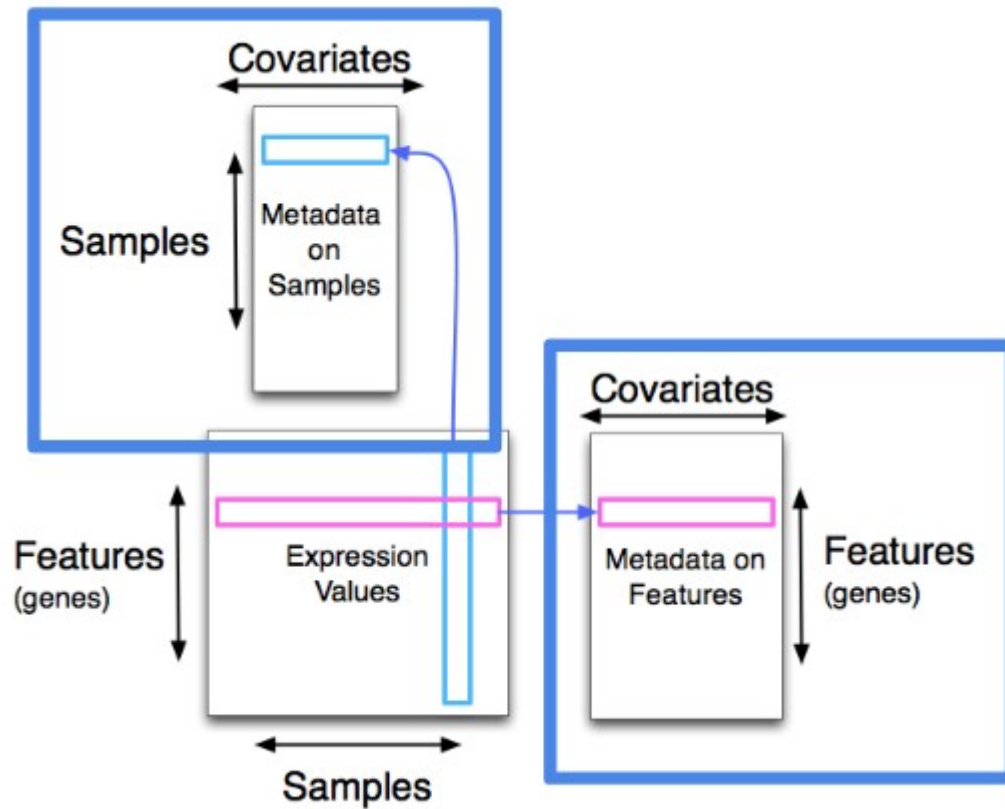 Covariates
Samples
Metadata
on
Samples
Covariates
Features
(genes)
Expression
Values
Metadata on
Features
Features
(genes)
Samples